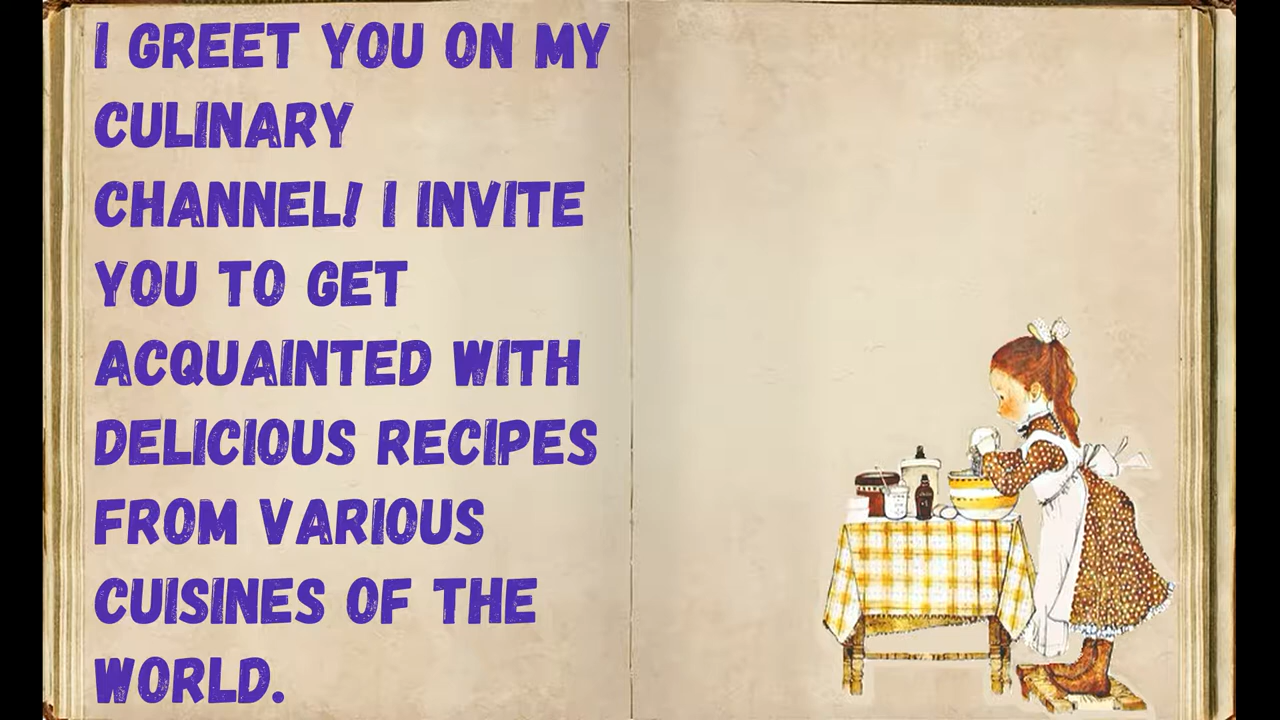 I GREET YOU ON MY
CULINARY
CHANNEL! I INVITE
YOU TO GET
ACQUAINTED WITH
DELICIOUS RECIPES
FROM VARIOUS
CUISINES OF THE
WORLD.